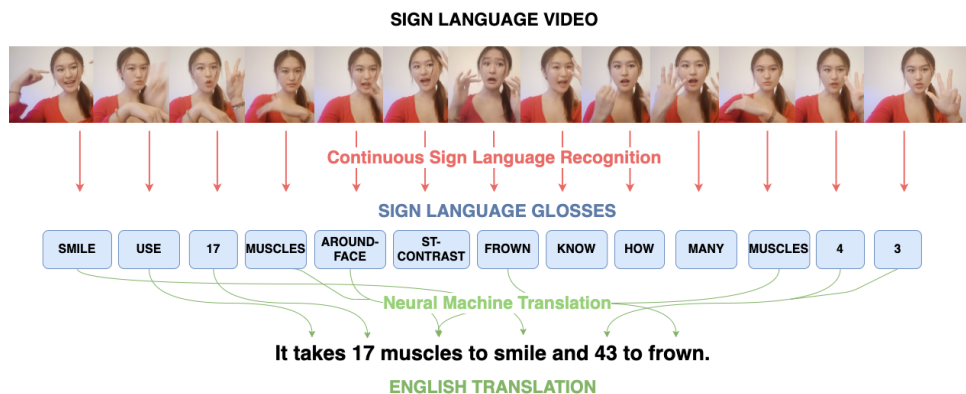 SIGN LANGUAGE VIDEO
Continuous Sign Language Recognition
SIGN LANGUAGE GLOSSES
SMILE
USE
17
MUSCLES
AROUND-
FACE
ST-
CONTRAST
FROWN
KNOW
HOW
MANY
MUSCLES
4
3
Neural Machine Translation
It takes 17 muscles to smile and 43 to frown.
ENGLISH TRANSLATION